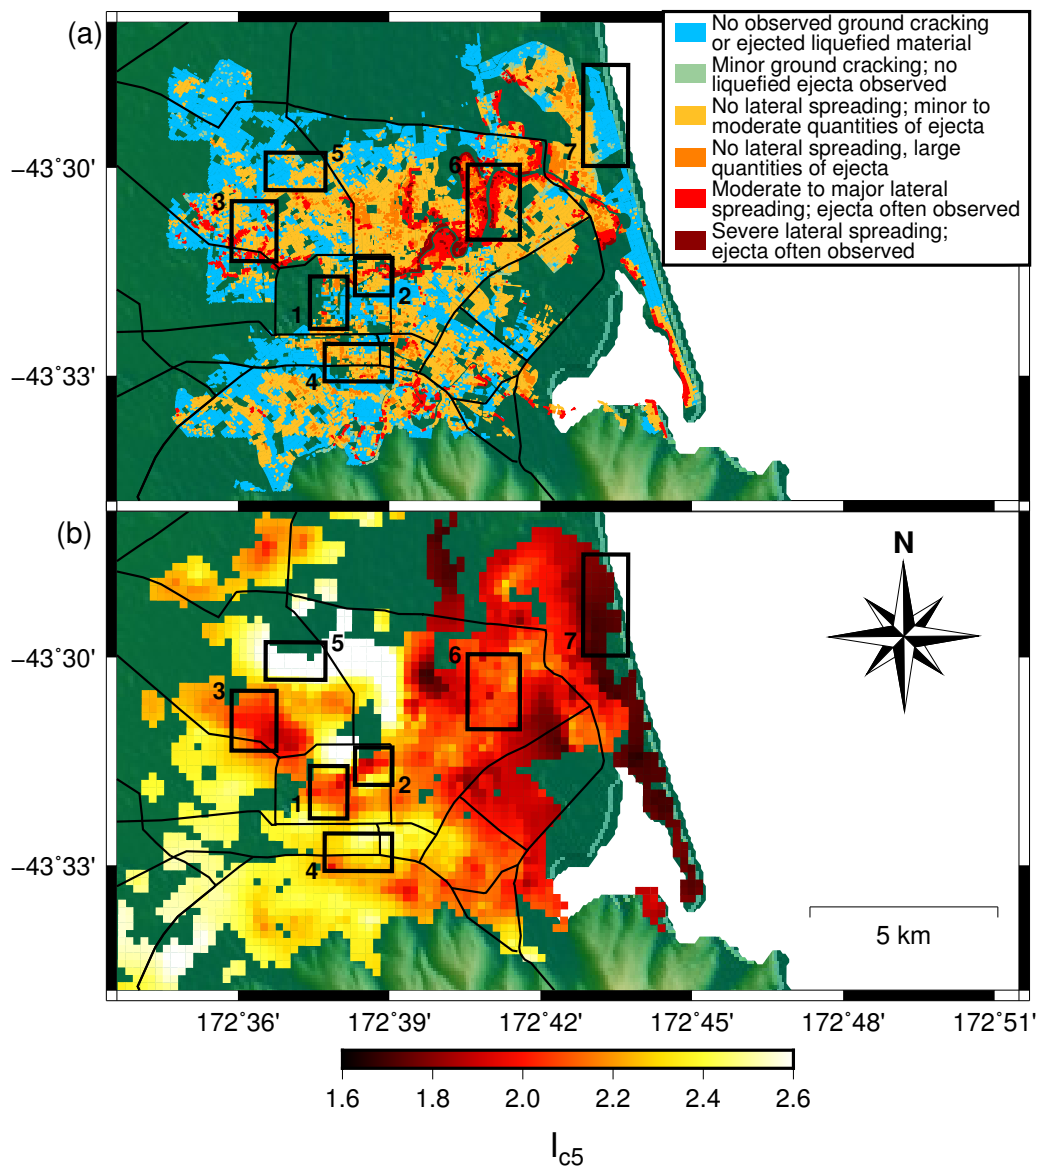 (a)
No observed ground cracking
or ejected liquefied material
Minor ground cracking; no
liquefied ejecta observed
No lateral spreading; minor to
moderate quantities of ejecta
No lateral spreading, large
quantities of ejecta
Moderate to major lateral
spreading; ejecta often observed
Severe lateral spreading;
ejecta often observed
−43°30'
−43°33'
5
6
7
3
2
1
4
(b)
N
−43°30'
−43°33'
5
6
7
3
2
1
4
5 km
172°36'
172°39'
172°42'
172°45'
172°48'
172°51'
1.6
1.8
2.0
2.2
2.4
2.6
Ic5